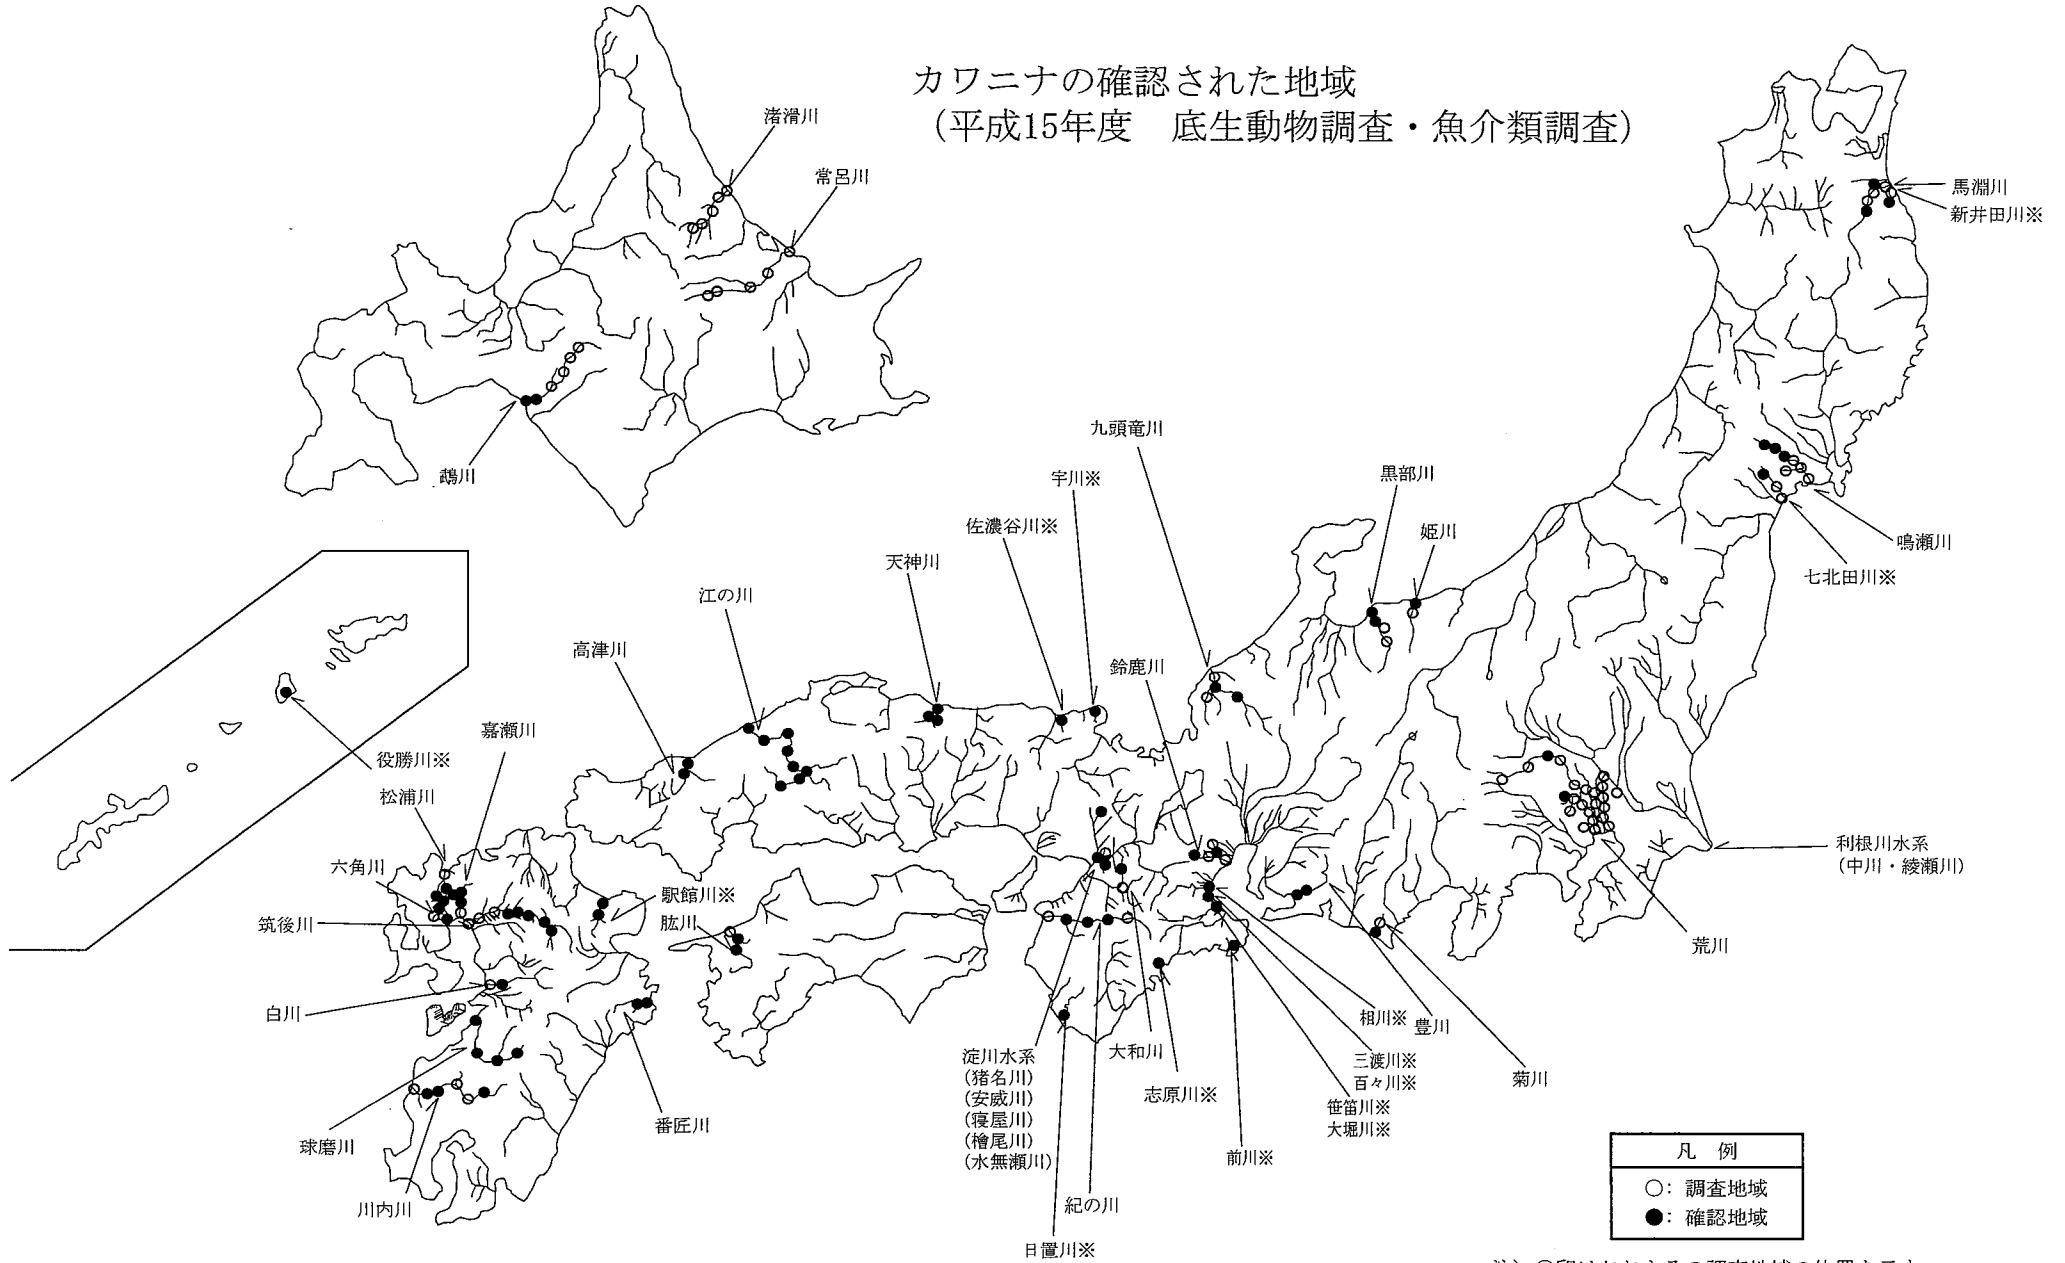 カワニナの確認された地域
（平成15年度　底生動物調査・魚介類調査）
渚滑川
常呂川
鵡川
馬淵川
新井田川※
鳴瀬川
七北田川※
九頭竜川
宇川※
佐濃谷川※
天神川
江の川
高津川
黒部川
姫川
鈴鹿川
役勝川※
嘉瀬川
松浦川
六角川
筑後川
駅館川※
肱川
白川
球磨川
川内川
番匠川
利根川水系
（中川・綾瀬川）
荒川
淀川水系
（猪名川）
（安威川）
（寝屋川）
（檜尾川）
（水無瀬川）
大和川
志原川※
紀の川
日置川※
前川※
相川※
豊川
三渡川※
百々川※
笹笛川※
大堀川※
菊川
凡　例
○：調査地域
●：確認地域